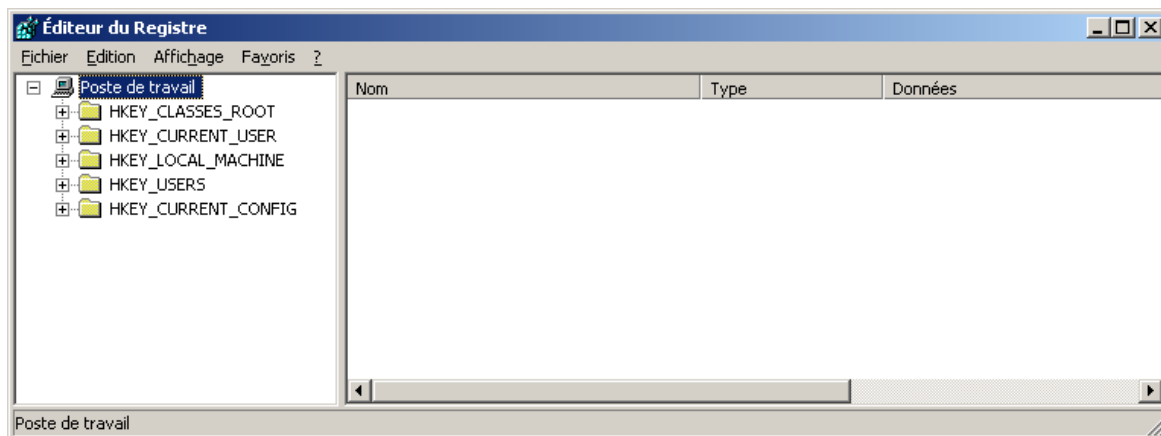 Éditeur du Registre
Fichier Edition Affichage Favoris ?
Poste de travail
HKEY_CLASSES_ROOT
HKEY_CURRENT_USER
HKEY_LOCAL_MACHINE
HKEY_USERS
HKEY_CURRENT_CONFIG
Nom Type Données
Poste de travail